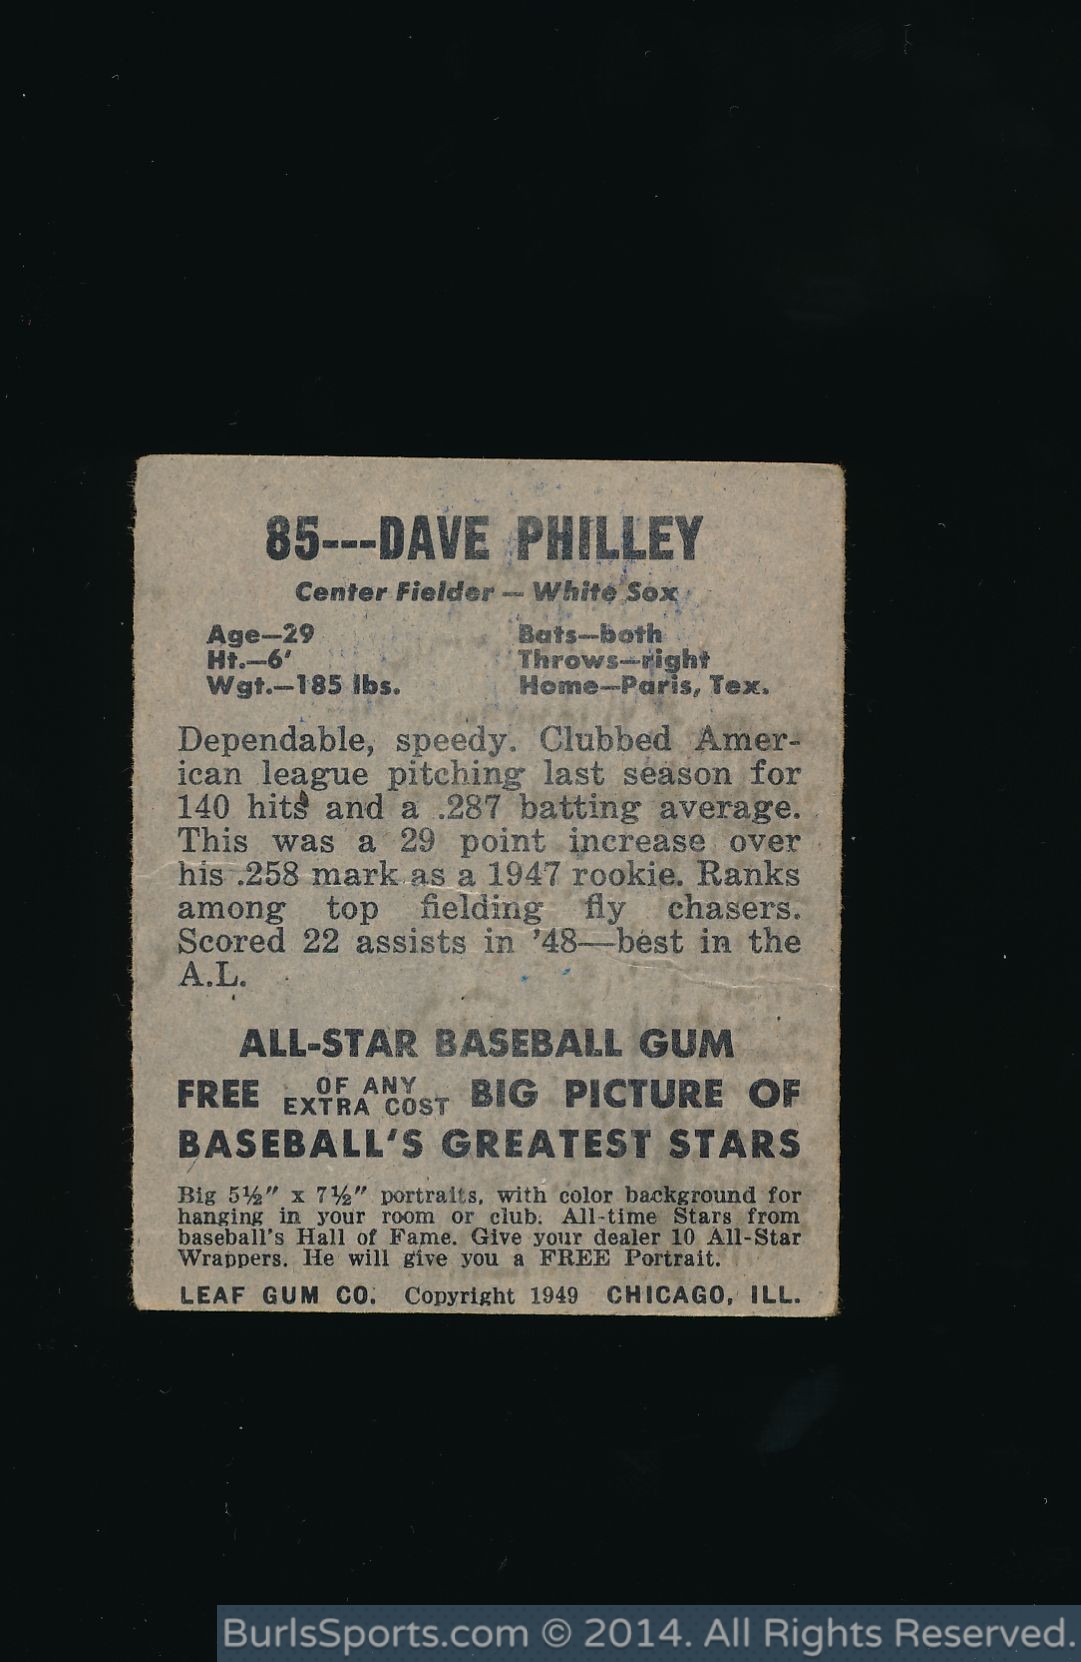 85---DAVE PHILLEY
Center Fielder — White Sox
Age—29 Bats—both
Ht.—6' Throws—right
Wgt.—185 lbs. Home—Paris, Tex.
Dependable, speedy. Clubbed Amer-
ican league pitching last season for
140 hits and a .287 batting average.
This was a 29 point increase over
his .258 mark as a 1947 rookie. Ranks
among top fielding fly chasers.
Scored 22 assists in '48—best in the
A.L.
ALL-STAR BASEBALL GUM
FREE OF ANY EXTRA COST BIG PICTURE OF
BASEBALL'S GREATEST STARS
Big 5½" x 7½" portraits, with color background for
hanging in your room or club. All-time Stars from
baseball's Hall of Fame. Give your dealer 10 All-Star
Wrappers. He will give you a FREE Portrait.
LEAF GUM CO. Copyright 1949 CHICAGO, ILL.
BurlsSports.com © 2014. All Rights Reserved.